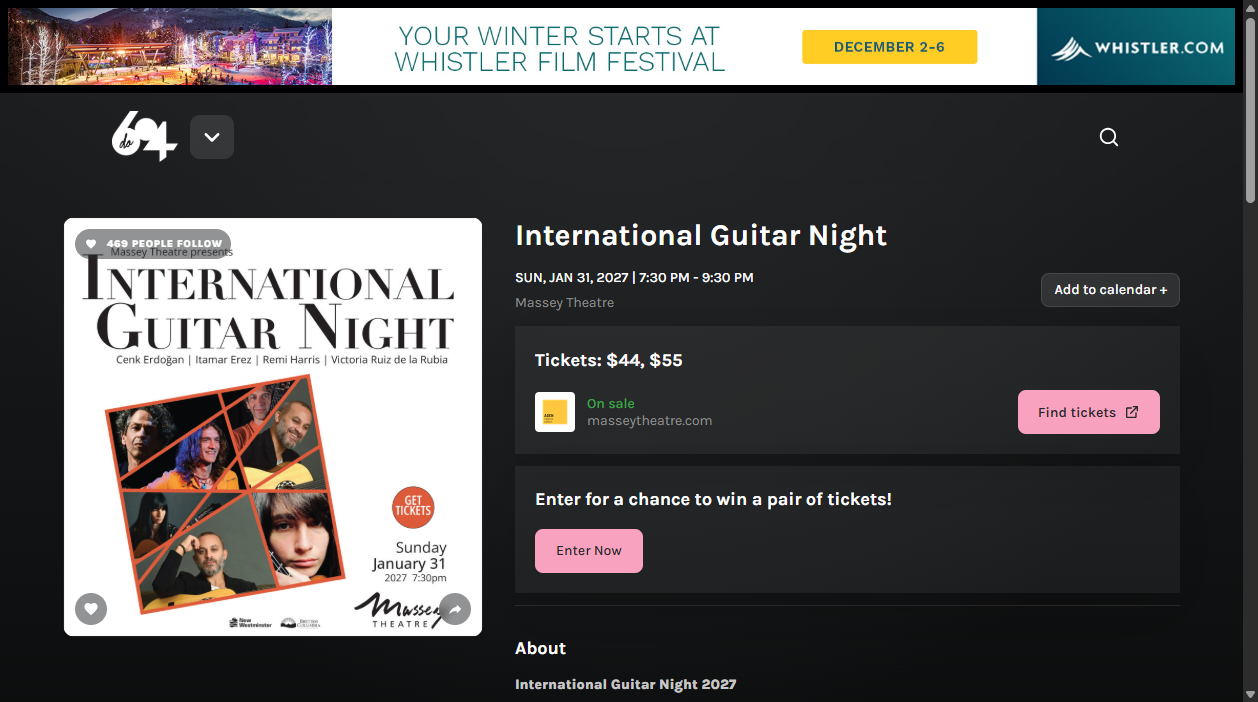 YOUR WINTER STARTS AT
WHISTLER FILM FESTIVAL
DECEMBER 2-6
WHISTLER.COM
do
604
469 PEOPLE FOLLOW
Massey Theatre presents
INTERNATIONAL
GUITAR NIGHT
Cenk Erdoğan | Itamar Erez | Remi Harris | Victoria Ruiz de la Rubia
GET
TICKETS
Sunday
January 31
2027 7:30pm
Massey
THEATRE
New
Westminster
BRITISH
COLUMBIA
International Guitar Night
SUN, JAN 31, 2027 | 7:30 PM - 9:30 PM
Massey Theatre
Add to calendar +
Tickets: $44, $55
On sale
masseytheatre.com
Find tickets
Enter for a chance to win a pair of tickets!
Enter Now
About
International Guitar Night 2027